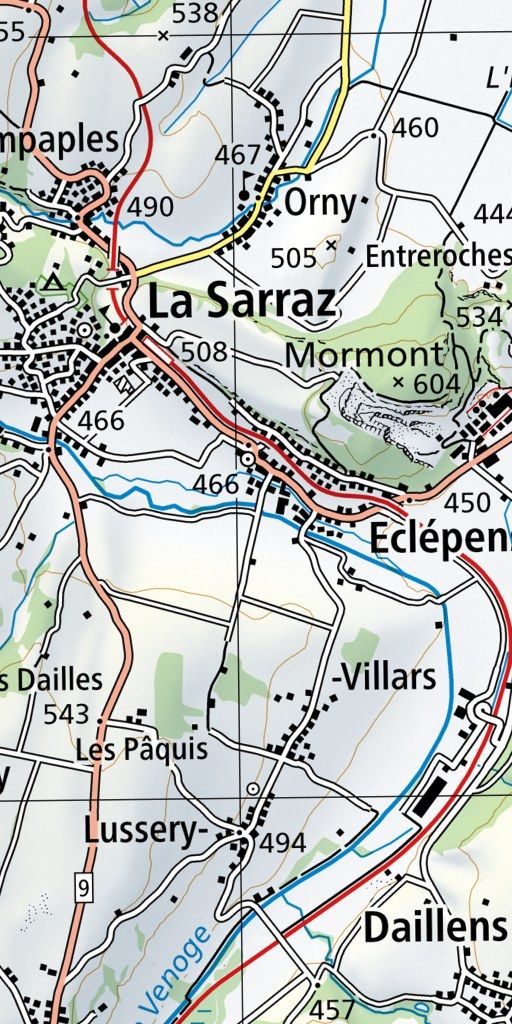 538
55
460
mpaples
467
490
Orny
444
505
Entreroches
La Sarraz
534
508
Mormont
604
466
466
450
Eclépen
s Dailles
-Villars
543
Les Pâquis
y
Lussery-
494
9
Daillens
Venoge
457